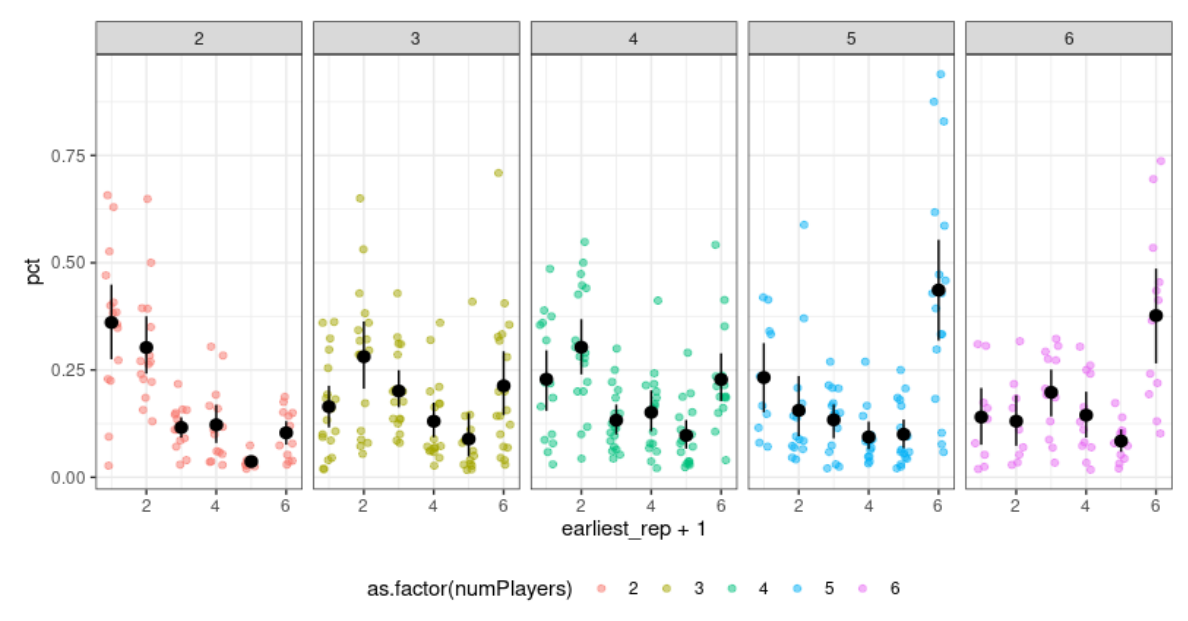 2 3 4 5 6
pct
0.75
0.50
0.25
0.00
2 4 6 2 4 6 2 4 6 2 4 6 2 4 6
earliest_rep + 1
as.factor(numPlayers) 2 3 4 5 6